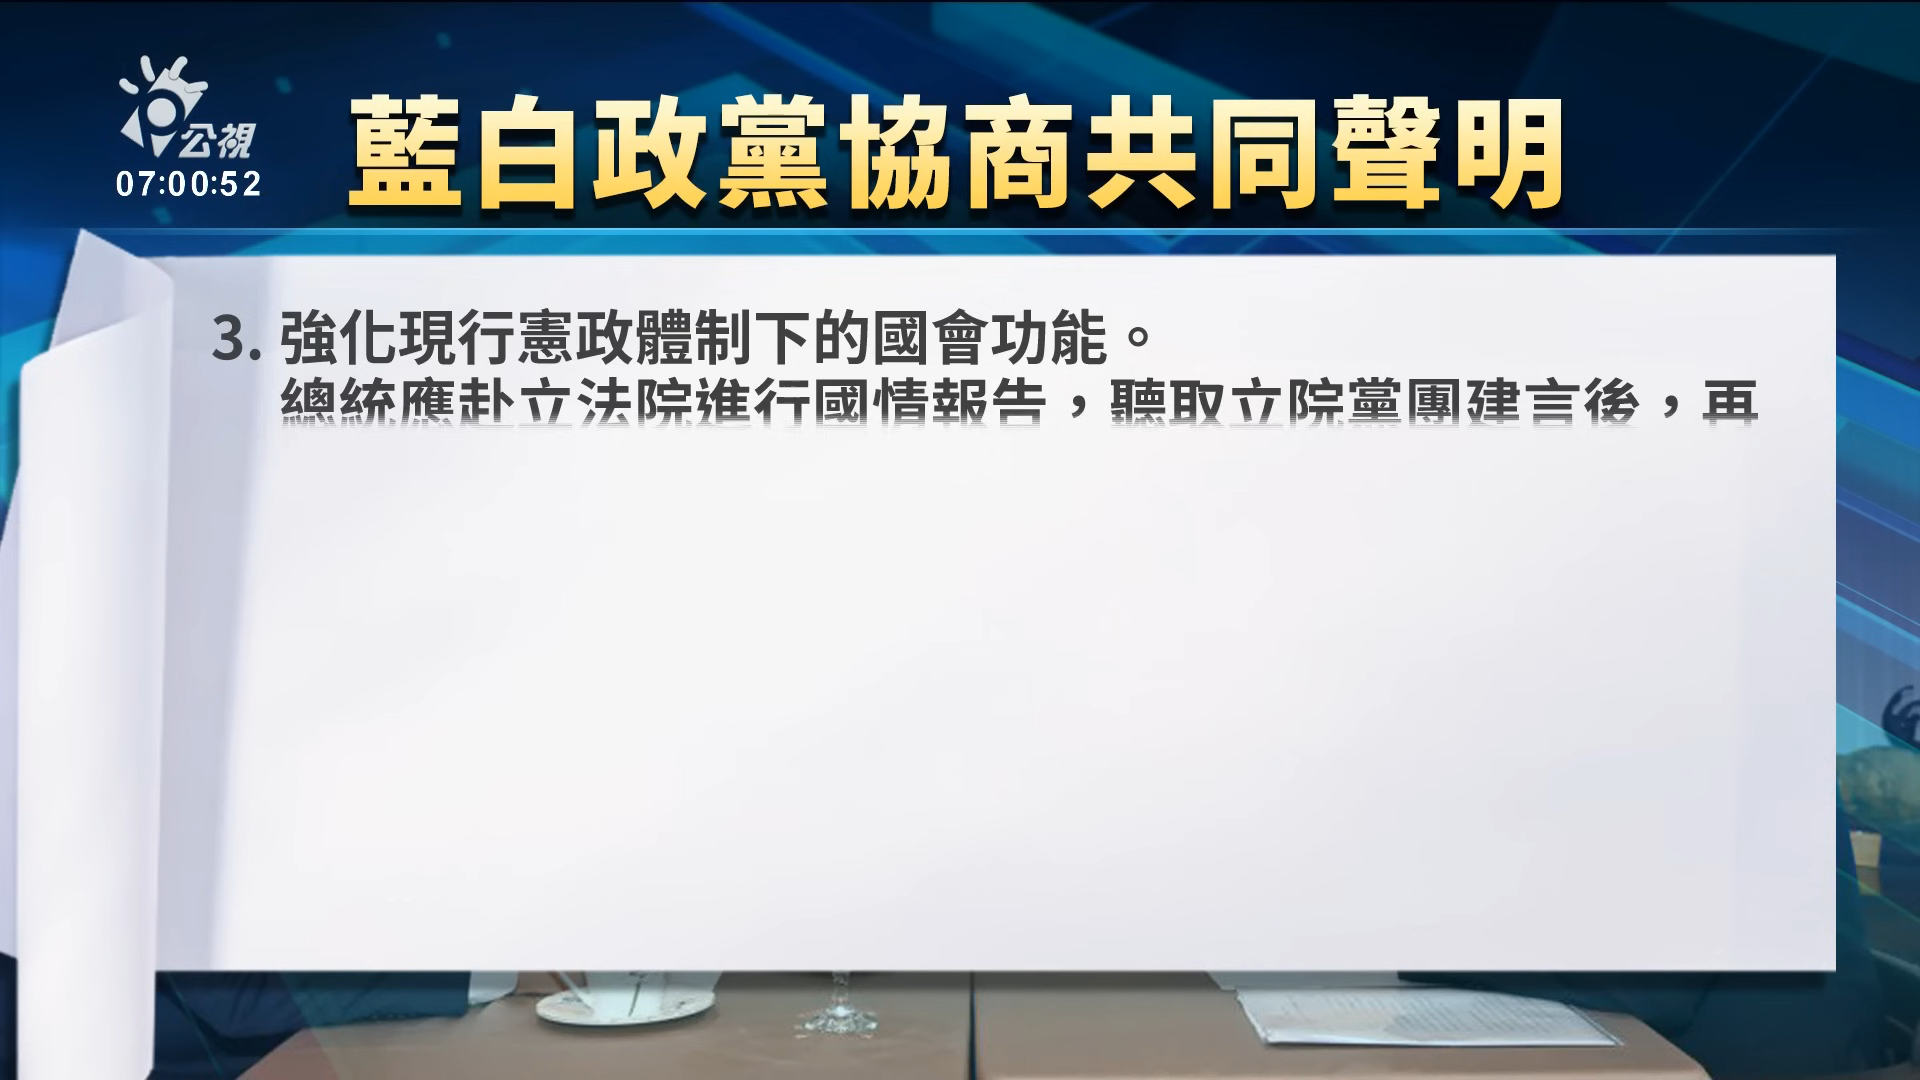 公視
07:00:52
藍白政黨協商共同聲明
3. 強化現行憲政體制下的國會功能。
總統應赴立法院進行國情報告，聽取立院黨團建言後，再